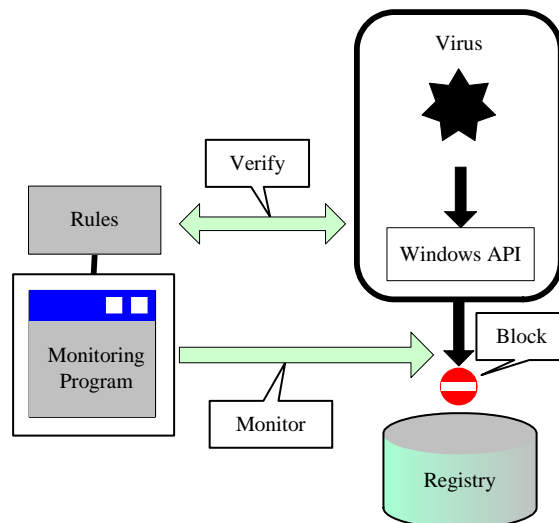 Virus
Verify
Rules
Windows API
Monitoring
Program
Block
Monitor
Registry